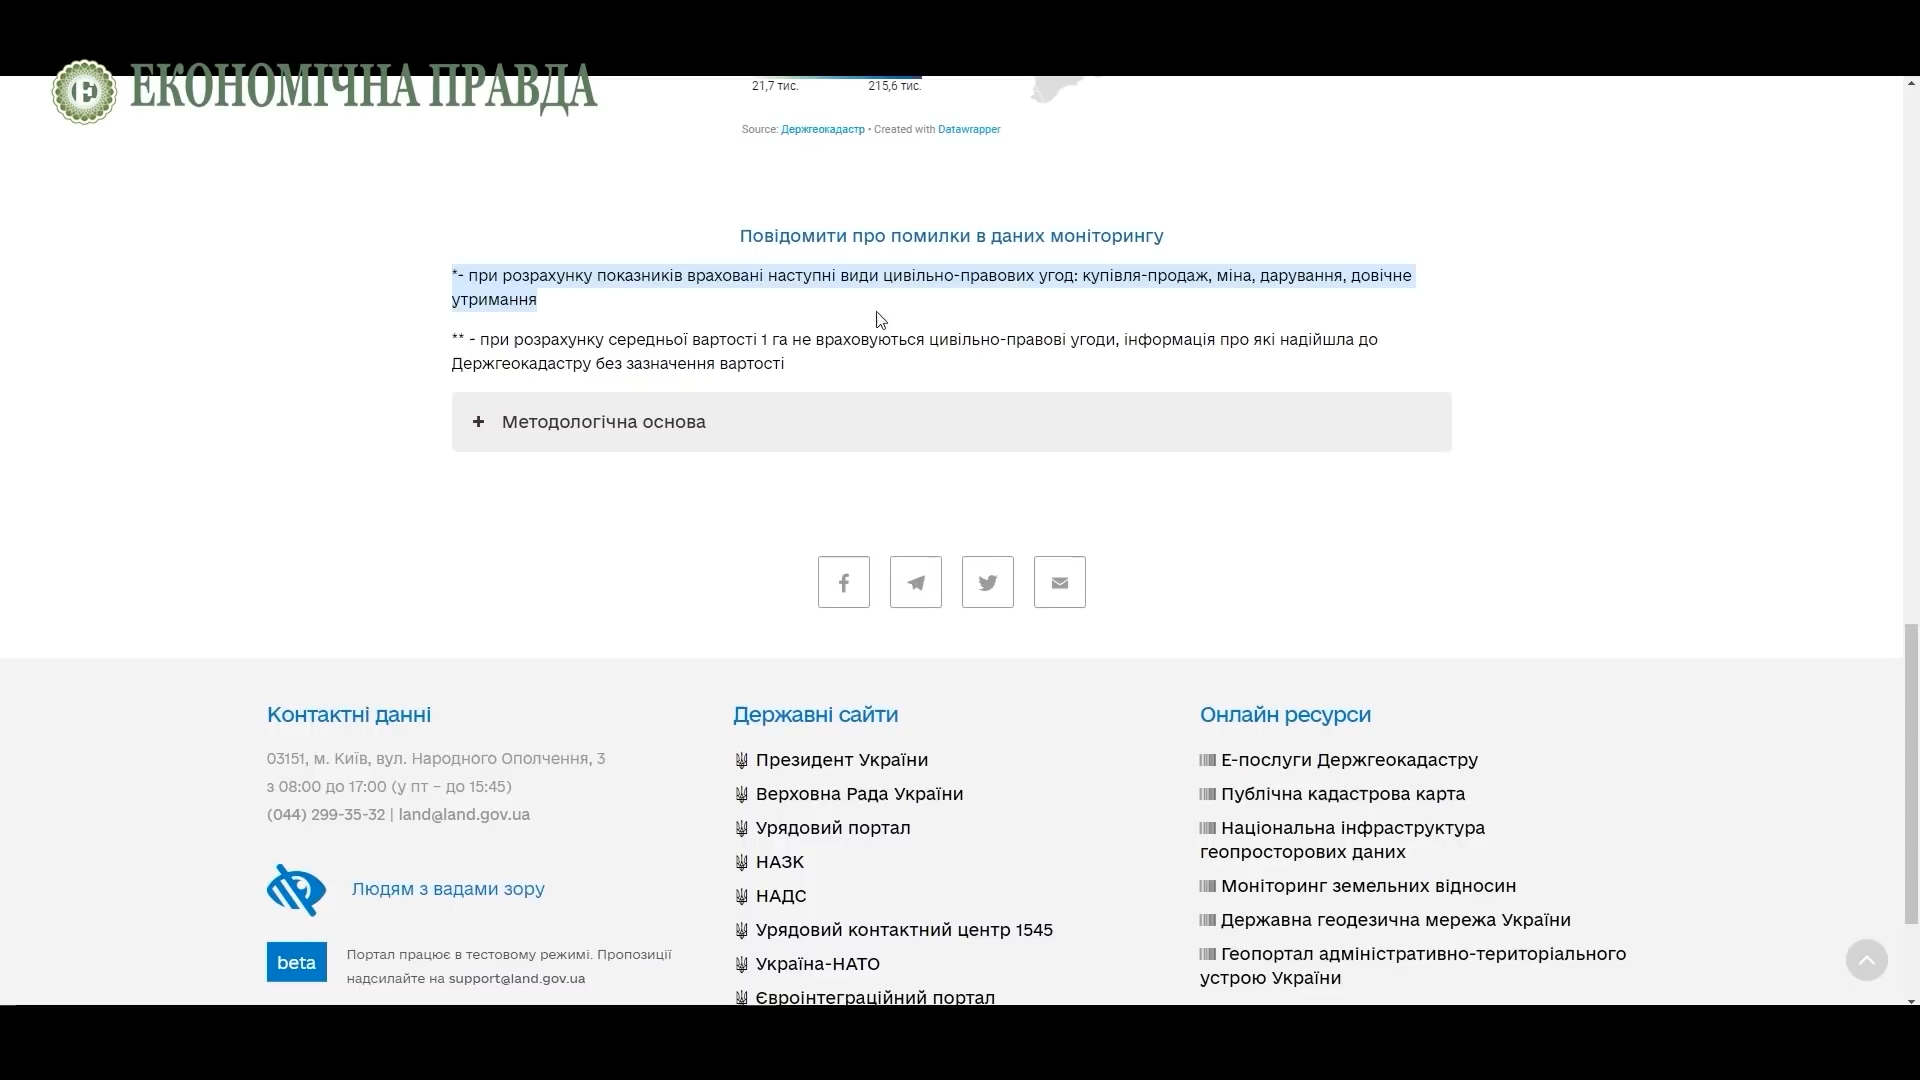 ЕКОНОМІЧНА ПРАВДА
21,7 тис. 215,6 тис.
Source: Держгеокадастр • Created with Datawrapper
Повідомити про помилки в даних моніторингу
*- при розрахунку показників враховані наступні види цивільно-правових угод: купівля-продаж, міна, дарування, довічне
утримання
** - при розрахунку середньої вартості 1 га не враховуються цивільно-правові угоди, інформація про які надійшла до
Держгеокадастру без зазначення вартості
+ Методологічна основа
Контактні данні
03151, м. Київ, вул. Народного Ополчення, 3
з 08:00 до 17:00 (у пт – до 15:45)
(044) 299-35-32 | land@land.gov.ua
Людям з вадами зору
beta
Портал працює в тестовому режимі. Пропозиції
надсилайте на support@land.gov.ua
Державні сайти
Президент України
Верховна Рада України
Урядовий портал
НАЗК
НАДС
Урядовий контактний центр 1545
Україна-НАТО
Євроінтеграційний портал
Онлайн ресурси
Е-послуги Держгеокадастру
Публічна кадастрова карта
Національна інфраструктура
геопросторових даних
Моніторинг земельних відносин
Державна геодезична мережа України
Геопортал адміністративно-територіального
устрою України